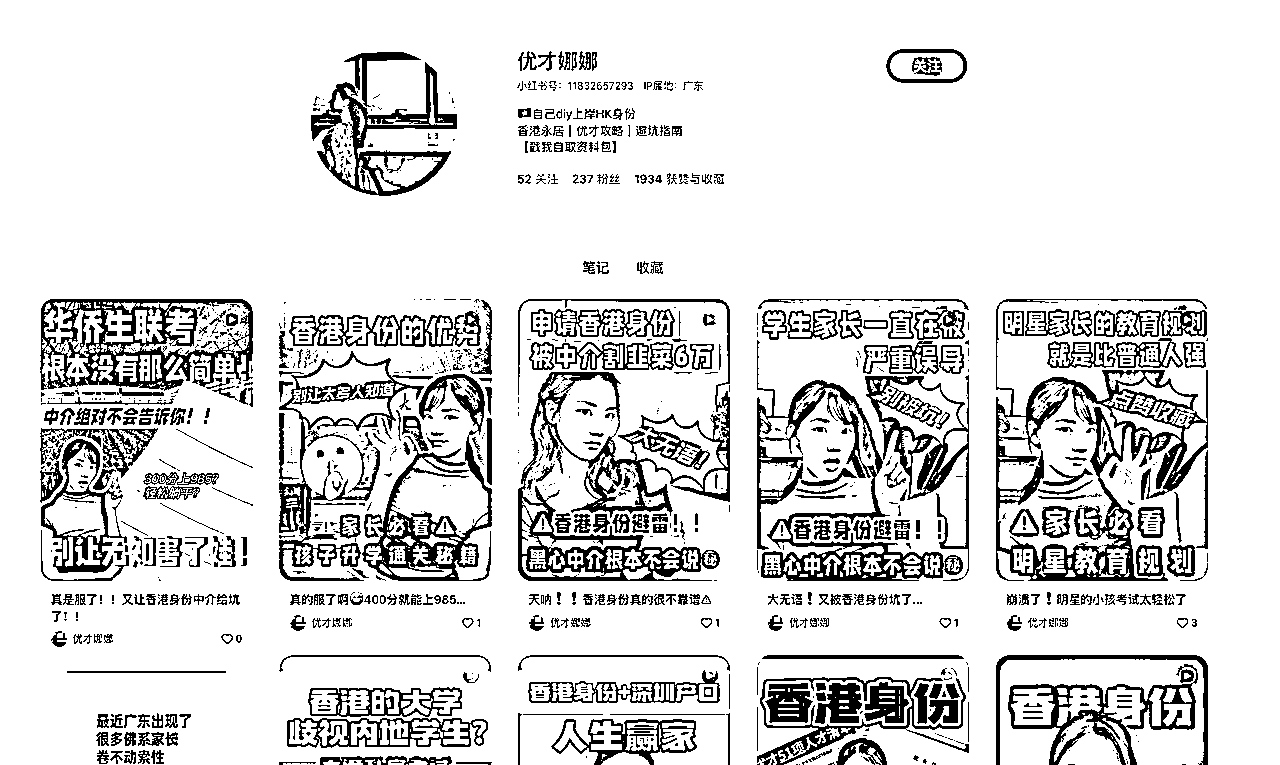 优才娜娜
关注
小红书号：11832657293 IP属地：广东
自己diy上岸HK身份
香港永居｜优才攻略｜避坑指南
【戳我自取资料包】
52 关注 237 粉丝 1934 获赞与收藏
笔记 收藏
华侨生联考
根本没有那么简单！
中介绝对不会告诉你！！
300分上985?
轻松躺平?
别让无知害了娃！
真是服了！！又让香港身份中介给坑
了！！
优才娜娜 0
香港身份的优势
别让太多人知道
家长必看⚠
孩子升学通关秘籍
真的服了啊😅400分就能上985...
优才娜娜 1
申请香港身份
被中介割韭菜6万
大无语！
⚠香港身份避雷！！
黑心中介根本不会说㊙
天呐❗❗香港身份真的很不靠谱⚠
优才娜娜 1
学生家长一直在被
严重误导
别被坑！
⚠香港身份避雷！！
黑心中介根本不会说㊙
大无语❗又被香港身份坑了...
优才娜娜 1
明星家长的教育规划
就是比普通人强
点赞收藏
⚠家长必看
明星教育规划
崩溃了❗明星的小孩考试太轻松了
优才娜娜 3
最近广东出现了
很多佛系家长
卷不动索性
香港的大学
歧视内地学生?
香港身份+深圳户口
人生赢家
香港身份
香港身份